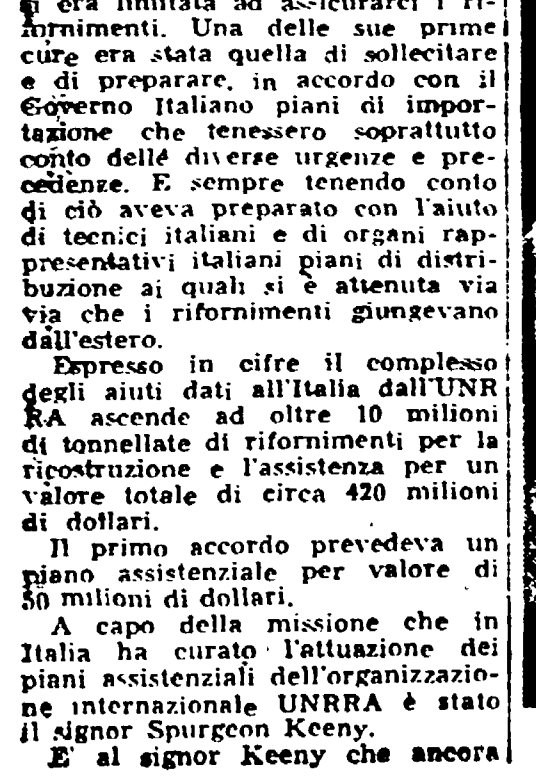 si era limitata ad assicurarci i ri-
fornimenti. Una delle sue prime
cure era stata quella di sollecitare
e di preparare, in accordo con il
Governo Italiano piani di impor-
tazione che tenessero soprattutto
conto delle diverse urgenze e pre-
cedenze. E sempre tenendo conto
di ciò aveva preparato con l'aiuto
di tecnici italiani e di organi rap-
presentativi italiani piani di distri-
buzione ai quali si è attenuta via
via che i rifornimenti giungevano
dall'estero.
Espresso in cifre il complesso
degli aiuti dati all'Italia dall'UNR
RA ascende ad oltre 10 milioni
di tonnellate di rifornimenti per la
ricostruzione e l'assistenza per un
valore totale di circa 420 milioni
di dollari.
Il primo accordo prevedeva un
piano assistenziale per valore di
50 milioni di dollari.
A capo della missione che in
Italia ha curato l'attuazione dei
piani assistenziali dell'organizzazio-
ne internazionale UNRRA è stato
il signor Spurgeon Keeny.
E' al signor Keeny che ancora